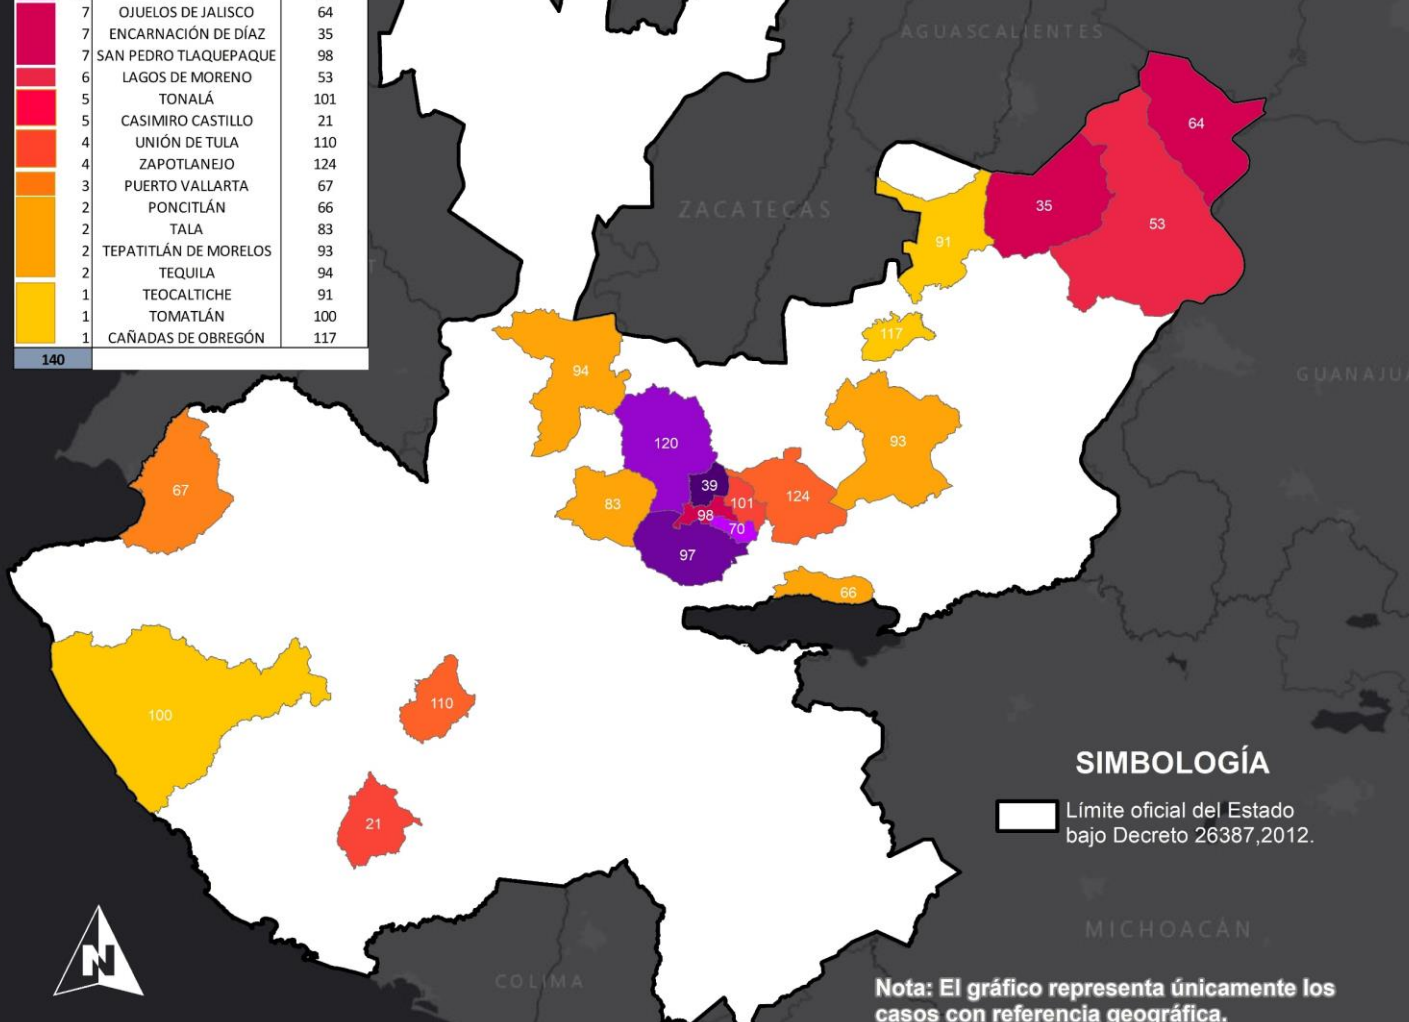 7 OJUELOS DE JALISCO 64
7 ENCARNACIÓN DE DÍAZ 35
7 SAN PEDRO TLAQUEPAQUE 98
6 LAGOS DE MORENO 53
5 TONALÁ 101
5 CASIMIRO CASTILLO 21
4 UNIÓN DE TULA 110
4 ZAPOTLANEJO 124
3 PUERTO VALLARTA 67
2 PONCITLÁN 66
2 TALA 83
2 TEPATITLÁN DE MORELOS 93
2 TEQUILA 94
1 TEOCALTICHE 91
1 TOMATLÁN 100
1 CAÑADAS DE OBREGÓN 117
140
AGUASCALIENTES
64
ZACATECAS
35
53
91
117
94
GUANAJUA
120
93
67
39
124
83
101
98
70
97
66
110
100
21
SIMBOLOGÍA
Límite oficial del Estado
bajo Decreto 26387,2012.
N
MICHOACÁN
COLIMA
Nota: El gráfico representa únicamente los
casos con referencia geográfica.